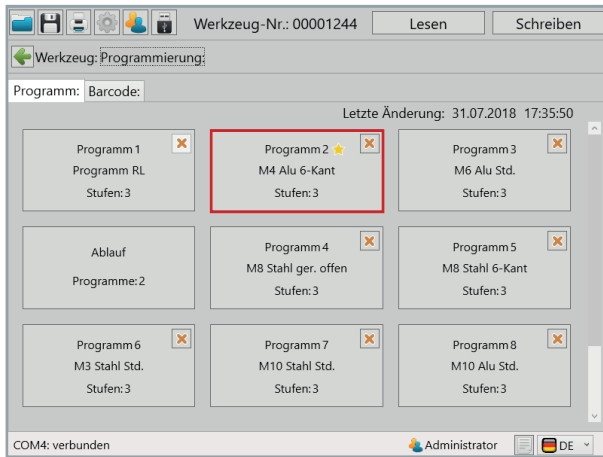 Werkzeug-Nr.: 00001244 Lesen Schreiben
Werkzeug: Programmierung:
Programm: Barcode:
Letzte Änderung: 31.07.2018 17:35:50
Programm 1
Programm RL
Stufen: 3
Programm 2
M4 Alu 6-Kant
Stufen: 3
Programm 3
M6 Alu Std.
Stufen: 3
Ablauf
Programme: 2
Programm 4
M8 Stahl ger. offen
Stufen: 3
Programm 5
M8 Stahl 6-Kant
Stufen: 3
Programm 6
M3 Stahl Std.
Stufen: 3
Programm 7
M10 Stahl Std.
Stufen: 3
Programm 8
M10 Alu Std.
Stufen: 3
COM4: verbunden Administrator DE